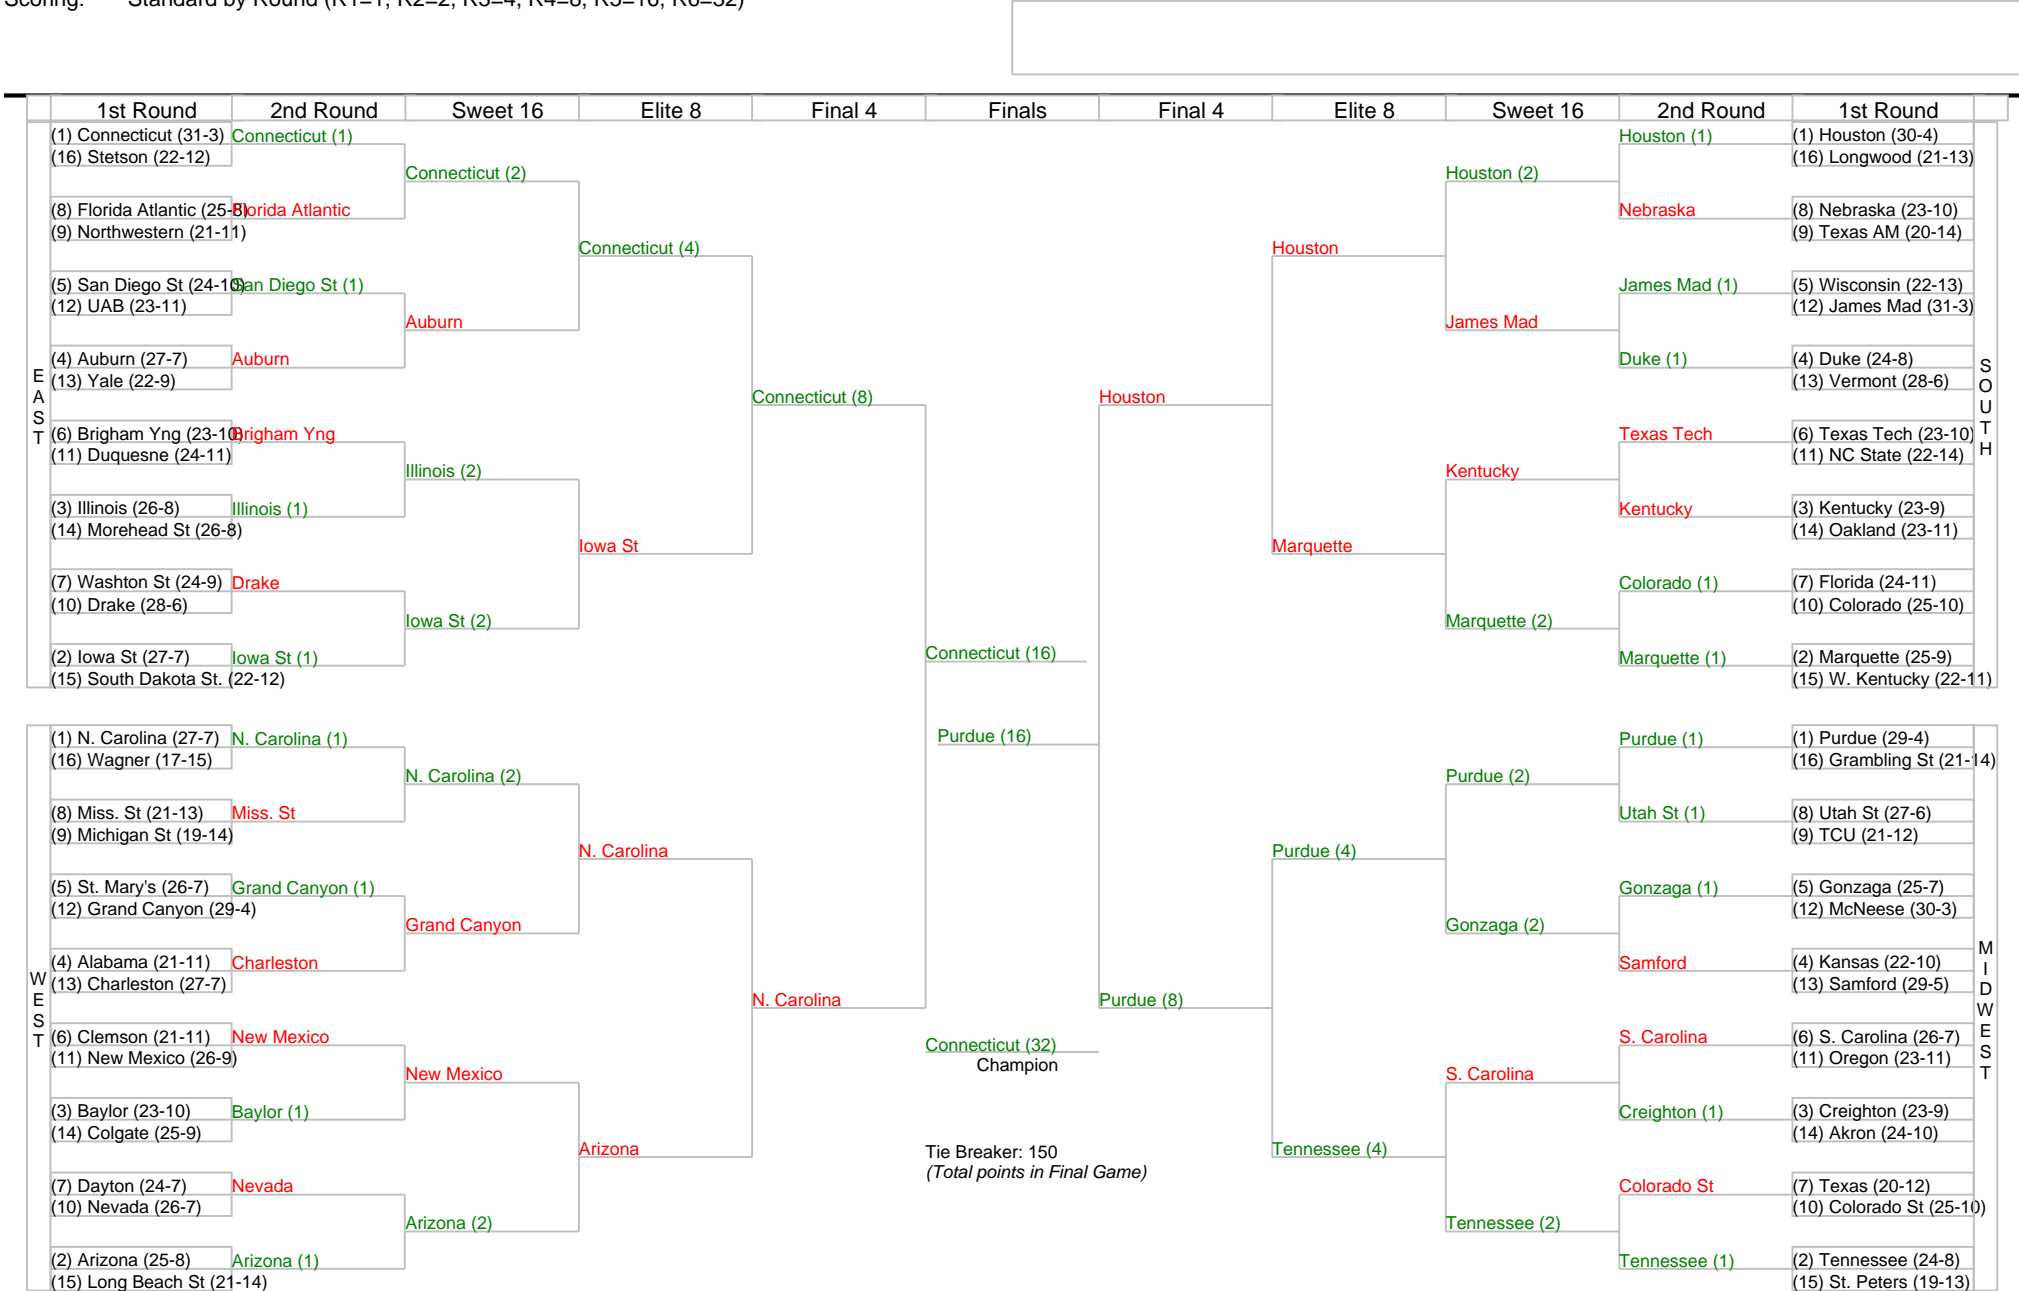 Scoring: Standard by Round (R1=1, R2=2, R3=4, R4=8, R5=16, R6=32)
1st Round 2nd Round Sweet 16 Elite 8 Final 4 Finals Final 4 Elite 8 Sweet 16 2nd Round 1st Round
EAST
(1) Connecticut (31-3)
(16) Stetson (22-12)
(8) Florida Atlantic (25-8)
(9) Northwestern (21-11)
(5) San Diego St (24-10)
(12) UAB (23-11)
(4) Auburn (27-7)
(13) Yale (22-9)
(6) Brigham Yng (23-10)
(11) Duquesne (24-11)
(3) Illinois (26-8)
(14) Morehead St (26-8)
(7) Washton St (24-9)
(10) Drake (28-6)
(2) Iowa St (27-7)
(15) South Dakota St. (22-12)
Connecticut (1)
Florida Atlantic
San Diego St (1)
Auburn
Brigham Yng
Illinois (1)
Drake
Iowa St (1)
Connecticut (2)
Auburn
Illinois (2)
Iowa St (2)
Connecticut (4)
Iowa St
Connecticut (8)
WEST
(1) N. Carolina (27-7)
(16) Wagner (17-15)
(8) Miss. St (21-13)
(9) Michigan St (19-14)
(5) St. Mary's (26-7)
(12) Grand Canyon (29-4)
(4) Alabama (21-11)
(13) Charleston (27-7)
(6) Clemson (21-11)
(11) New Mexico (26-9)
(3) Baylor (23-10)
(14) Colgate (25-9)
(7) Dayton (24-7)
(10) Nevada (26-7)
(2) Arizona (25-8)
(15) Long Beach St (21-14)
N. Carolina (1)
Miss. St
Grand Canyon (1)
Charleston
New Mexico
Baylor (1)
Nevada
Arizona (1)
N. Carolina (2)
Grand Canyon
New Mexico
Arizona (2)
N. Carolina
Arizona
N. Carolina
Connecticut (16)
Purdue (16)
Connecticut (32)
Champion
Tie Breaker: 150
(Total points in Final Game)
Houston
Purdue (8)
Houston
Marquette
Houston (2)
James Mad
Kentucky
Marquette (2)
Houston (1)
Nebraska
James Mad (1)
Duke (1)
Texas Tech
Kentucky
Colorado (1)
Marquette (1)
(1) Houston (30-4)
(16) Longwood (21-13)
(8) Nebraska (23-10)
(9) Texas AM (20-14)
(5) Wisconsin (22-13)
(12) James Mad (31-3)
(4) Duke (24-8)
(13) Vermont (28-6)
(6) Texas Tech (23-10)
(11) NC State (22-14)
(3) Kentucky (23-9)
(14) Oakland (23-11)
(7) Florida (24-11)
(10) Colorado (25-10)
(2) Marquette (25-9)
(15) W. Kentucky (22-11)
SOUTH
Purdue (4)
Tennessee (4)
Purdue (2)
Gonzaga (2)
S. Carolina
Tennessee (2)
Purdue (1)
Utah St (1)
Gonzaga (1)
Samford
S. Carolina
Creighton (1)
Colorado St
Tennessee (1)
(1) Purdue (29-4)
(16) Grambling St (21-14)
(8) Utah St (27-6)
(9) TCU (21-12)
(5) Gonzaga (25-7)
(12) McNeese (30-3)
(4) Kansas (22-10)
(13) Samford (29-5)
(6) S. Carolina (26-7)
(11) Oregon (23-11)
(3) Creighton (23-9)
(14) Akron (24-10)
(7) Texas (20-12)
(10) Colorado St (25-10)
(2) Tennessee (24-8)
(15) St. Peters (19-13)
MIDWEST